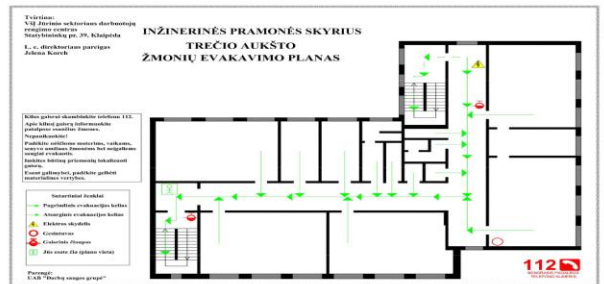 Tvirtinu:
VšĮ Jūrinio sektoriaus darbuotojų
rengimo centras
Statybininkų pr. 39, Klaipėda
L. e. direktoriaus pareigas
Jelena Kurch
INŽINERINĖS PRAMONĖS SKYRIUS
TREČIO AUKŠTO
ŽMONIŲ EVAKAVIMO PLANAS
Kilus gaisrui skambinkite telefonu 112.
Apie kilusį gaisrą informuokite
patalpose esančius žmones.
Nepanikuokite!
Padėkite nėščioms moterims, vaikams,
senyvo amžiaus žmonėms bei neįgaliems
saugiai evakuotis.
Imkitės būtinų priemonių lokalizuoti
gaisrą.
Esant galimybei, padėkite gelbėti
materialines vertybes.
Sutartiniai ženklai
Pagrindinis evakuacijos kelias
Atsarginis evakuacijos kelias
Elektros skydelis
Gesintuvas
Gaisrinis čiaupas
Jūs esate čia (plano vieta)
Parengė:
UAB "Darbų saugos grupė"
112